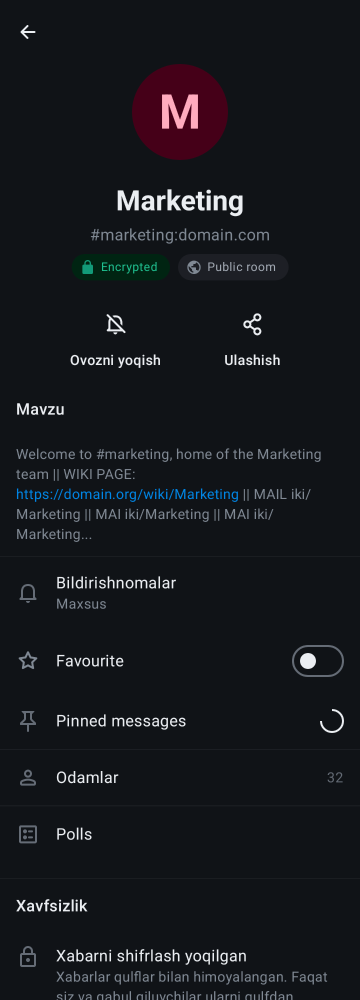 M
Marketing
#marketing:domain.com
Encrypted
Public room
Ovozni yoqish
Ulashish
Mavzu
Welcome to #marketing, home of the Marketing
team || WIKI PAGE:
https://domain.org/wiki/Marketing || MAIL iki/
Marketing || MAI iki/Marketing || MAI iki/
Marketing...
Bildirishnomalar
Maxsus
Favourite
Pinned messages
Odamlar 32
Polls
Xavfsizlik
Xabarni shifrlash yoqilgan
Xabarlar qulflar bilan himoyalangan. Faqat
siz va qabul qiluvchilar ularni qulfdan